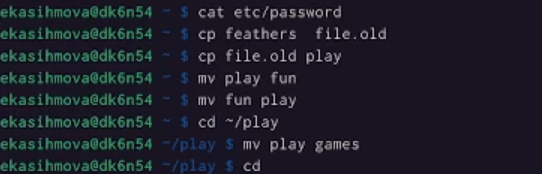 ekasihmova@dk6n54 ~ $ cat etc/password
ekasihmova@dk6n54 ~ $ cp feathers  file.old
ekasihmova@dk6n54 ~ $ cp file.old play
ekasihmova@dk6n54 ~ $ mv play fun
ekasihmova@dk6n54 ~ $ mv fun play
ekasihmova@dk6n54 ~ $ cd ~/play
ekasihmova@dk6n54 ~/play $ mv play games
ekasihmova@dk6n54 ~/play $ cd